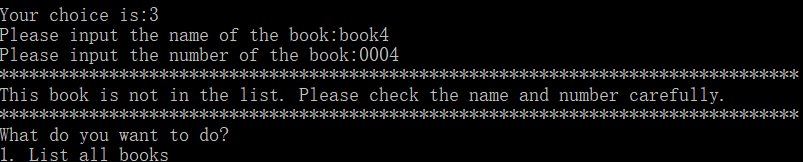 Your choice is:3
Please input the name of the book:book4
Please input the number of the book:0004
********************************************************************************
This book is not in the list. Please check the name and number carefully.
********************************************************************************
What do you want to do?
1. List all books